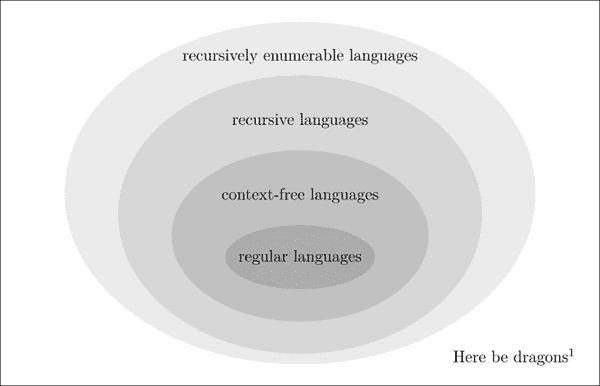 recursively enumerable languages
recursive languages
context-free languages
regular languages
Here be dragons¹